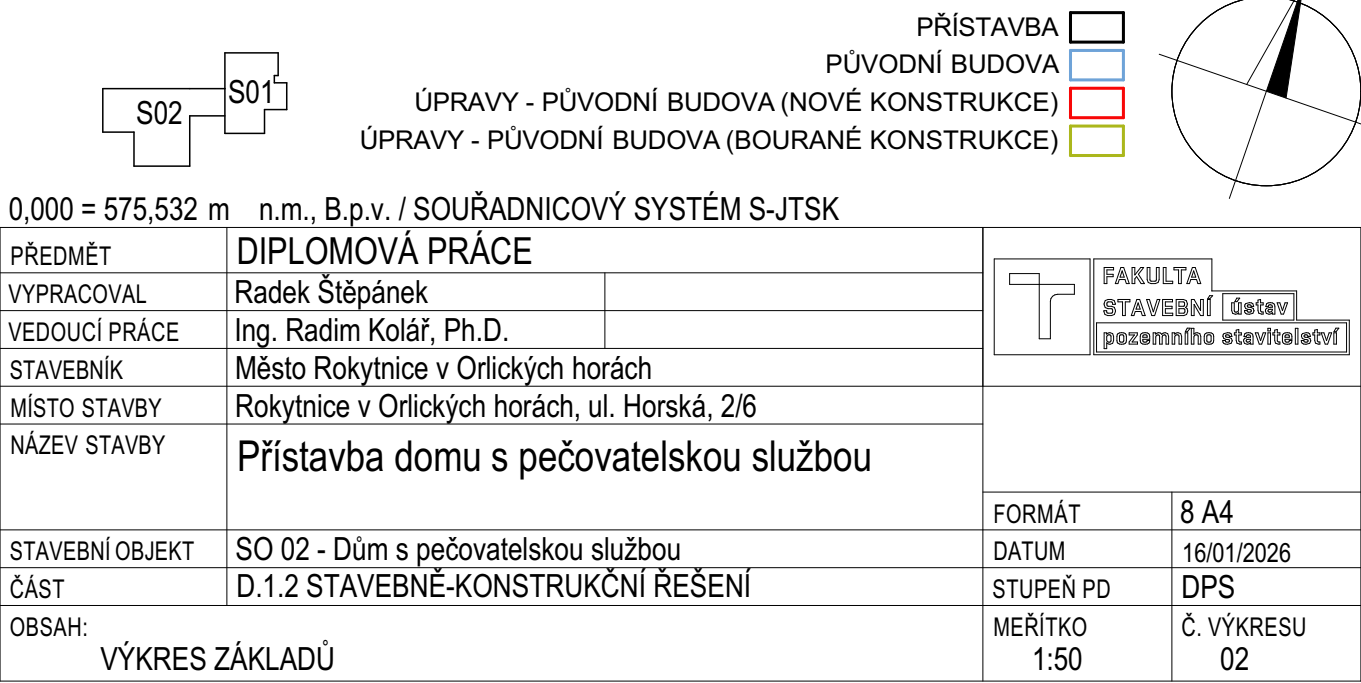 PŘÍSTAVBA
PŮVODNÍ BUDOVA
ÚPRAVY - PŮVODNÍ BUDOVA (NOVÉ KONSTRUKCE)
ÚPRAVY - PŮVODNÍ BUDOVA (BOURANÉ KONSTRUKCE)
S01
S02
0,000 = 575,532 m n.m., B.p.v. / SOUŘADNICOVÝ SYSTÉM S-JTSK
PŘEDMĚT DIPLOMOVÁ PRÁCE
VYPRACOVAL Radek Štěpánek
VEDOUCÍ PRÁCE Ing. Radim Kolář, Ph.D.
STAVEBNÍK Město Rokytnice v Orlických horách
MÍSTO STAVBY Rokytnice v Orlických horách, ul. Horská, 2/6
NÁZEV STAVBY Přístavba domu s pečovatelskou službou
STAVEBNÍ OBJEKT SO 02 - Dům s pečovatelskou službou
ČÁST D.1.2 STAVEBNĚ-KONSTRUKČNÍ ŘEŠENÍ
OBSAH:
VÝKRES ZÁKLADŮ
FAKULTA
STAVEBNÍ ústav
pozemního stavitelství
FORMÁT 8 A4
DATUM 16/01/2026
STUPEŇ PD DPS
MEŘÍTKO Č. VÝKRESU
1:50 02